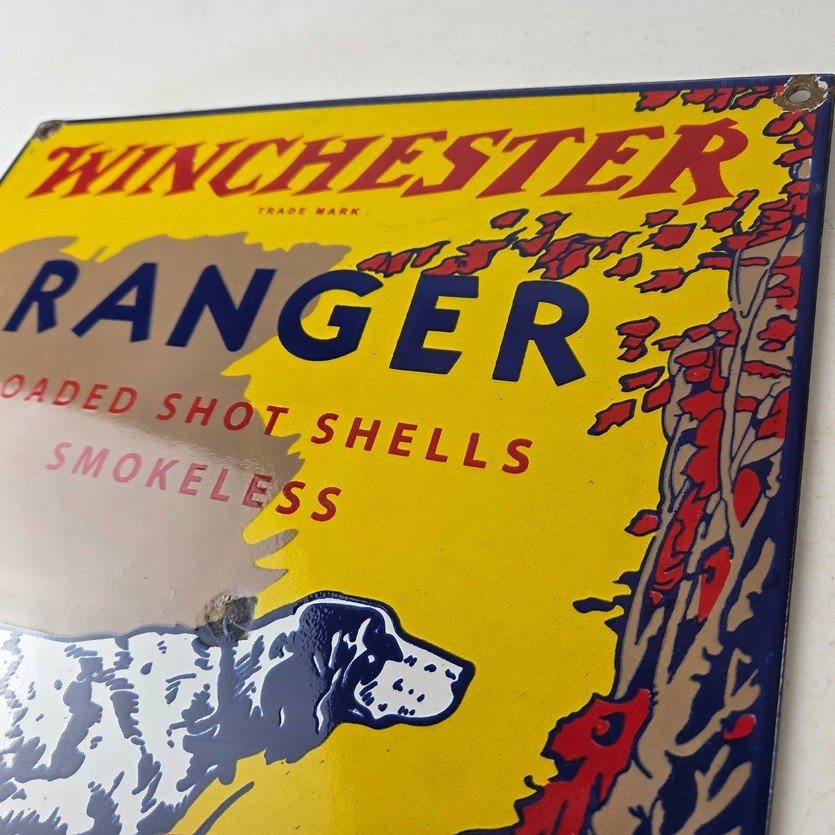 WINCHESTER
TRADE MARK
RANGER
OADED SHOT SHELLS
SMOKELESS